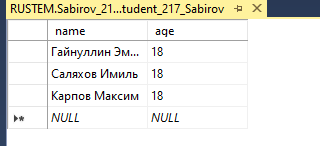 RUSTEM.Sabirov_21...tudent_217_Sabirov
name age
Гайнуллин Эм... 18
Саляхов Имиль 18
Карпов Максим 18
NULL NULL